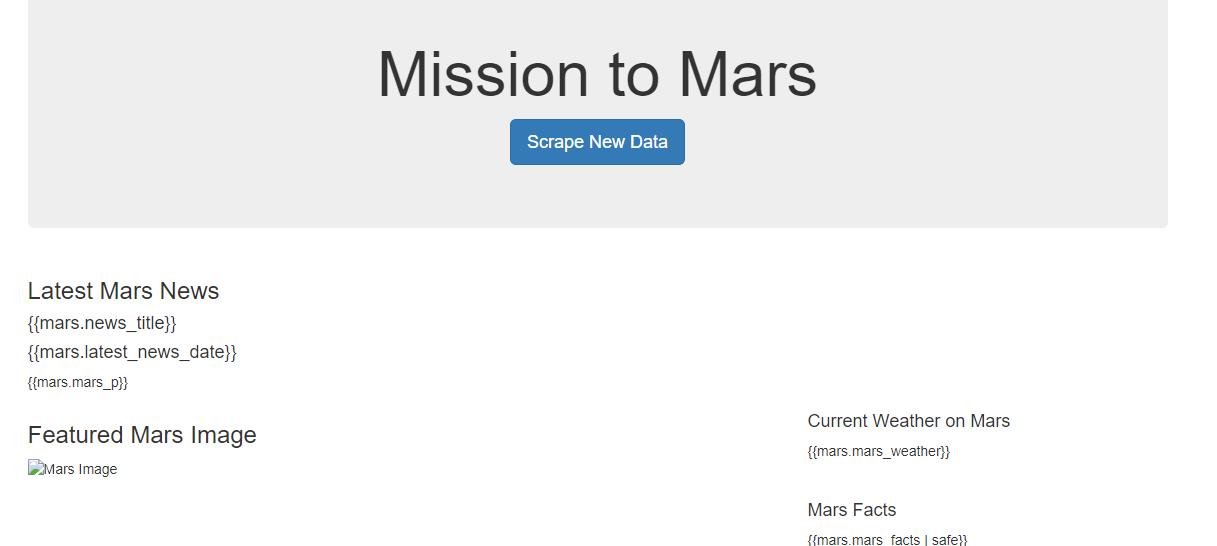 Mission to Mars
Scrape New Data
Latest Mars News
{{mars.news_title}}
{{mars.latest_news_date}}
{{mars.mars_p}}
Featured Mars Image
Mars Image
Current Weather on Mars
{{mars.mars_weather}}
Mars Facts
{{mars.mars_facts | safe}}